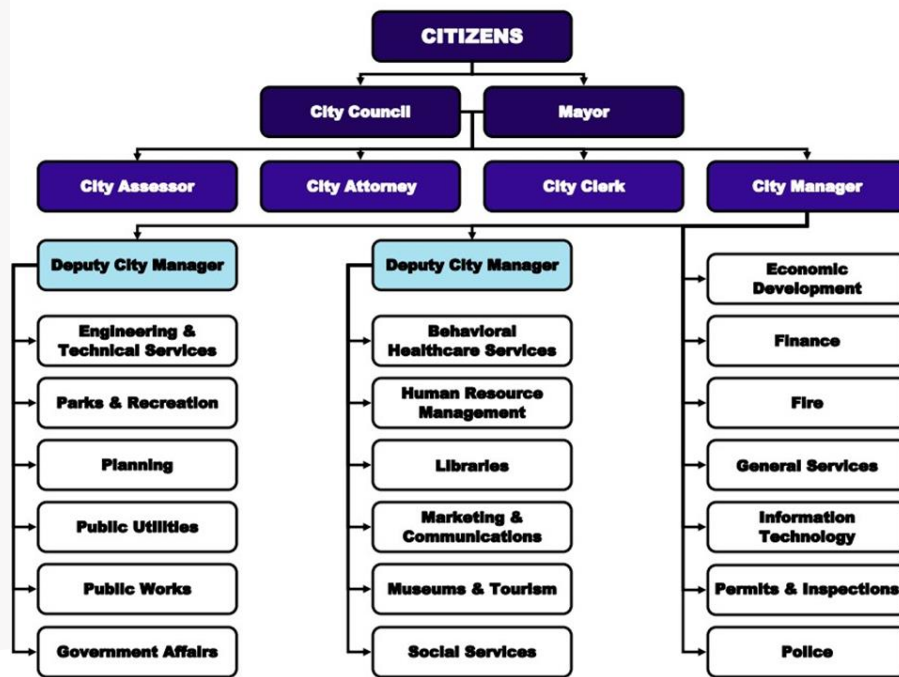 CITIZENS
City Council
Mayor
City Assessor
City Attorney
City Clerk
City Manager
Deputy City Manager
Engineering &
Technical Services
Parks & Recreation
Planning
Public Utilities
Public Works
Government Affairs
Deputy City Manager
Behavioral
Healthcare Services
Human Resource
Management
Libraries
Marketing &
Communications
Museums & Tourism
Social Services
Economic
Development
Finance
Fire
General Services
Information
Technology
Permits & Inspections
Police